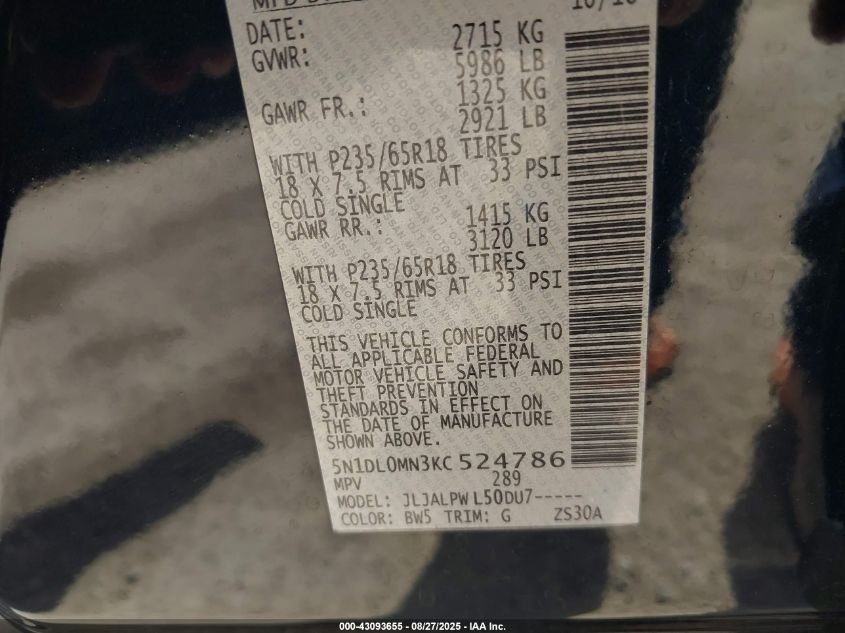 DATE: 10/18
GVWR: 2715 KG
5986 LB
GAWR FR.: 1325 KG
2921 LB
WITH P235/65R18 TIRES
18 X 7.5 RIMS AT 33 PSI
COLD SINGLE
GAWR RR.: 1415 KG
3120 LB
WITH P235/65R18 TIRES
18 X 7.5 RIMS AT 33 PSI
COLD SINGLE
THIS VEHICLE CONFORMS TO
ALL APPLICABLE FEDERAL
MOTOR VEHICLE SAFETY AND
THEFT PREVENTION
STANDARDS IN EFFECT ON
THE DATE OF MANUFACTURE
SHOWN ABOVE.
5N1DL0MN3KC524786
MPV 289
MODEL: JLJALPWL50DU7-----
COLOR: BW5 TRIM: G ZS30A
000-43093655 - 08/27/2025 - IAA Inc.